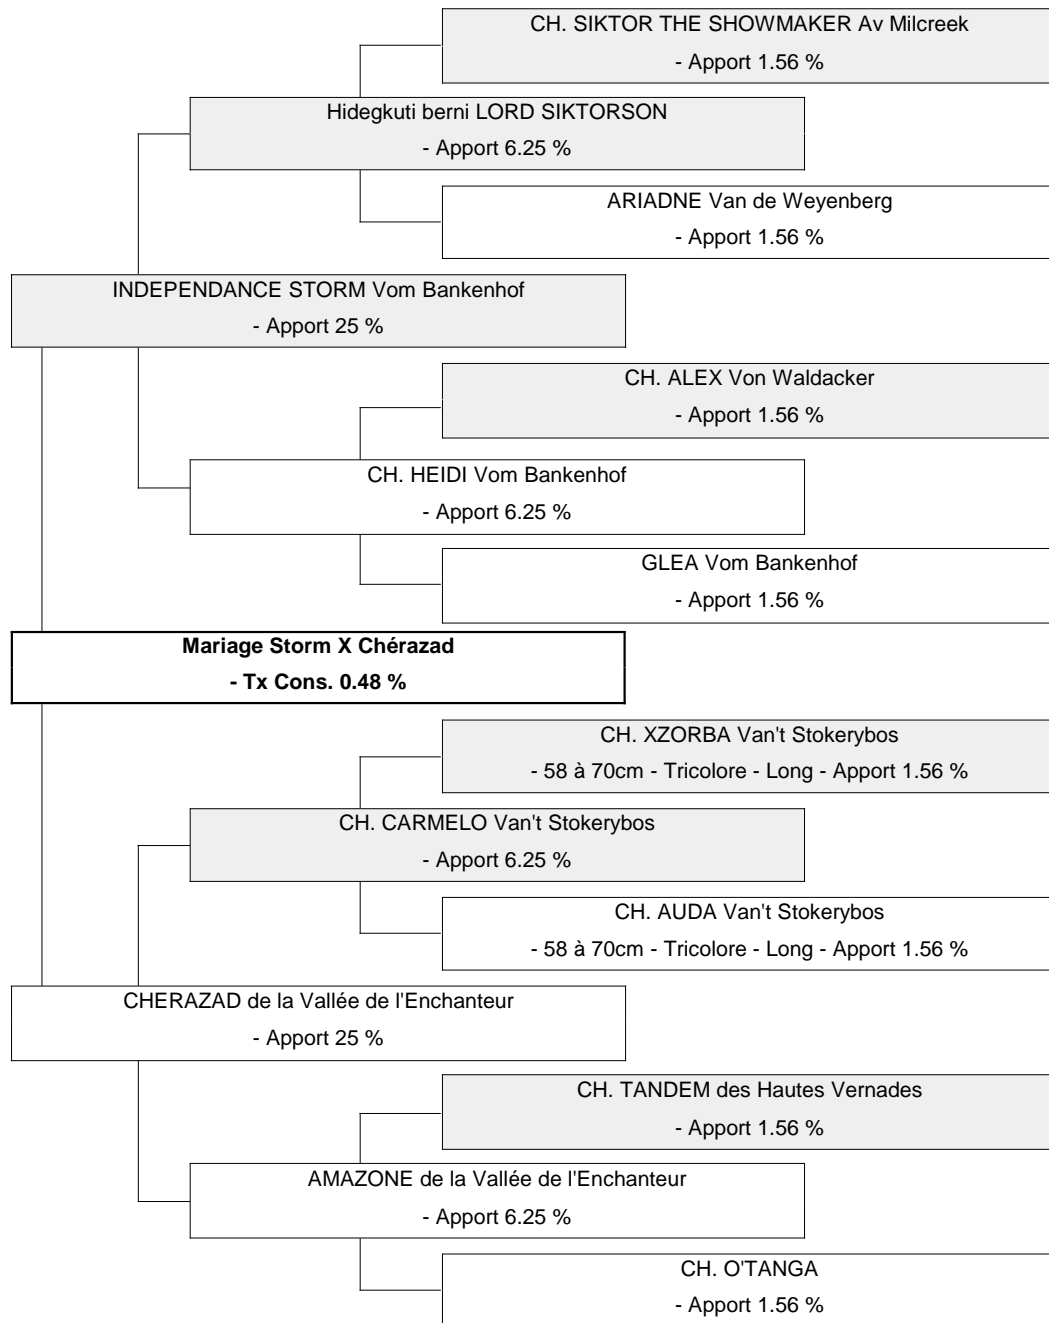 CH. SIKTOR THE SHOWMAKER Av Milcreek
- Apport 1.56 %
Hidegkuti berni LORD SIKTORSON
- Apport 6.25 %
ARIADNE Van de Weyenberg
- Apport 1.56 %
INDEPENDANCE STORM Vom Bankenhof
- Apport 25 %
CH. ALEX Von Waldacker
- Apport 1.56 %
CH. HEIDI Vom Bankenhof
- Apport 6.25 %
GLEA Vom Bankenhof
- Apport 1.56 %
Mariage Storm X Chérazad
- Tx Cons. 0.48 %
CH. XZORBA Van't Stokerybos
- 58 à 70cm - Tricolore - Long - Apport 1.56 %
CH. CARMELO Van't Stokerybos
- Apport 6.25 %
CH. AUDA Van't Stokerybos
- 58 à 70cm - Tricolore - Long - Apport 1.56 %
CHERAZAD de la Vallée de l'Enchanteur
- Apport 25 %
CH. TANDEM des Hautes Vernades
- Apport 1.56 %
AMAZONE de la Vallée de l'Enchanteur
- Apport 6.25 %
CH. O'TANGA
- Apport 1.56 %